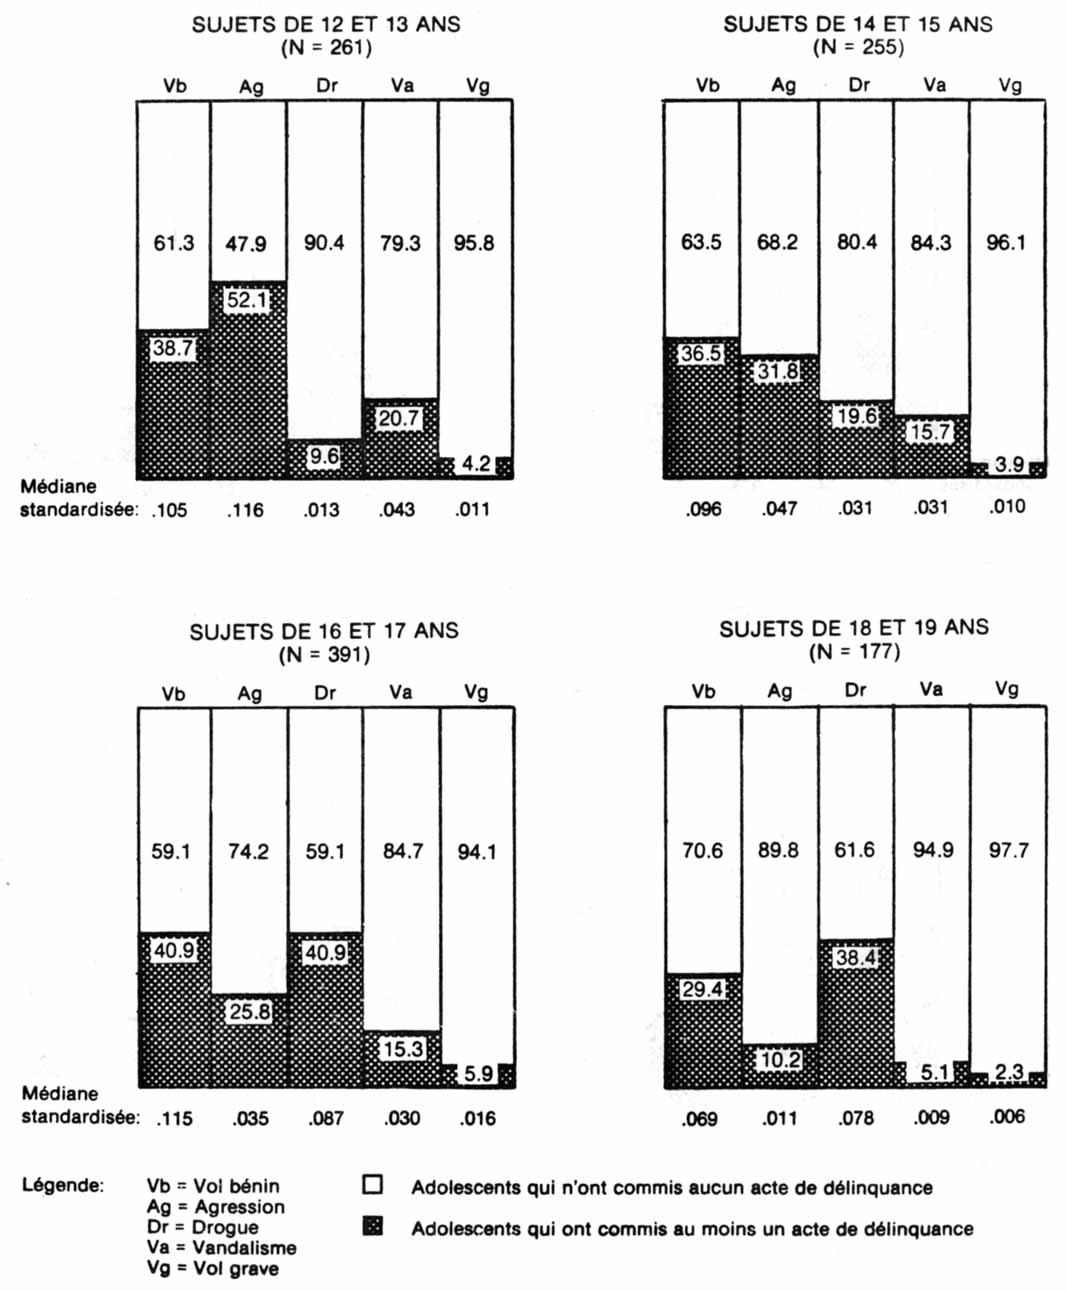 SUJETS DE 12 ET 13 ANS
(N = 261)
Vb Ag Dr Va Vg
61.3 47.9 90.4 79.3 95.8
52.1
38.7
20.7
9.6
4.2
Médiane
standardisée: .105 .116 .013 .043 .011
SUJETS DE 14 ET 15 ANS
(N = 255)
Vb Ag Dr Va Vg
63.5 68.2 80.4 84.3 96.1
36.5
31.8
19.6
15.7
3.9
.096 .047 .031 .031 .010
SUJETS DE 16 ET 17 ANS
(N = 391)
Vb Ag Dr Va Vg
59.1 74.2 59.1 84.7 94.1
40.9 40.9
25.8
15.3
5.9
Médiane
standardisée: .115 .035 .087 .030 .016
SUJETS DE 18 ET 19 ANS
(N = 177)
Vb Ag Dr Va Vg
70.6 89.8 61.6 94.9 97.7
38.4
29.4
10.2
5.1 2.3
.069 .011 .078 .009 .006
Légende:
Vb = Vol bénin
Ag = Agression
Dr = Drogue
Va = Vandalisme
Vg = Vol grave
Adolescents qui n'ont commis aucun acte de délinquance
Adolescents qui ont commis au moins un acte de délinquance